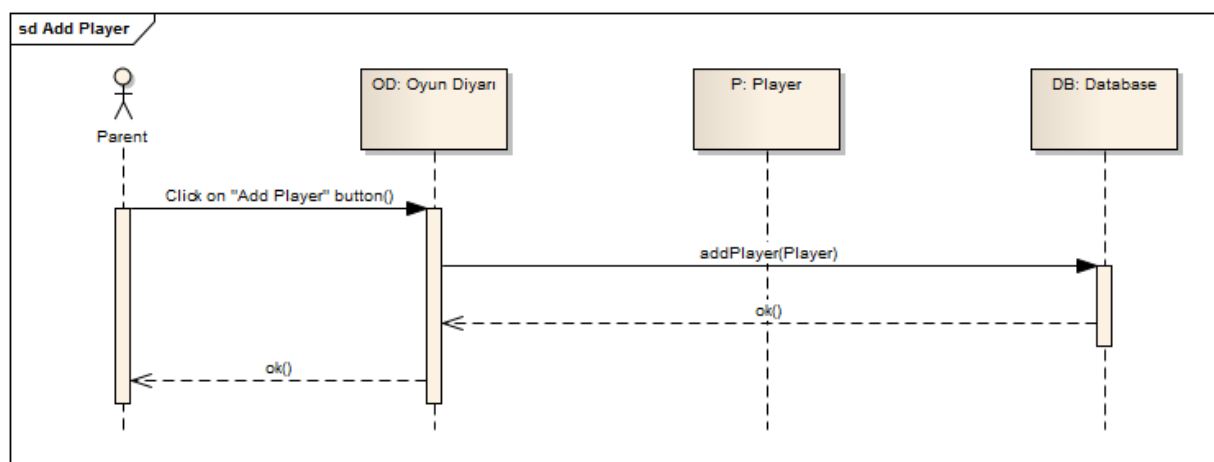 sd Add Player
Parent
OD: Oyun Diyarı
P: Player
DB: Database
Click on "Add Player" button()
addPlayer(Player)
ok()
ok()